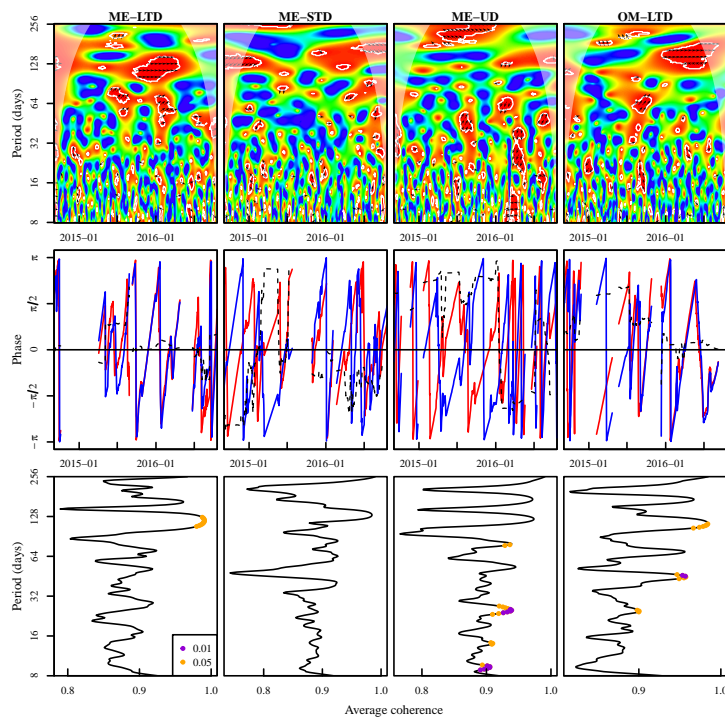 ME−LTD ME−STD ME−UD OM−LTD
256
128
64
32
16
8
Period (days)
2015−01 2016−01 2015−01 2016−01 2015−01 2016−01 2015−01 2016−01
π
π/2
0
−π/2
−π
Phase
2015−01 2016−01 2015−01 2016−01 2015−01 2016−01 2015−01 2016−01
256
128
64
32
16
8
Period (days)
0.01
0.05
0.8 0.9 1.0 0.8 0.9 1.0 0.8 0.9 1.0 0.9 1.0
Average coherence